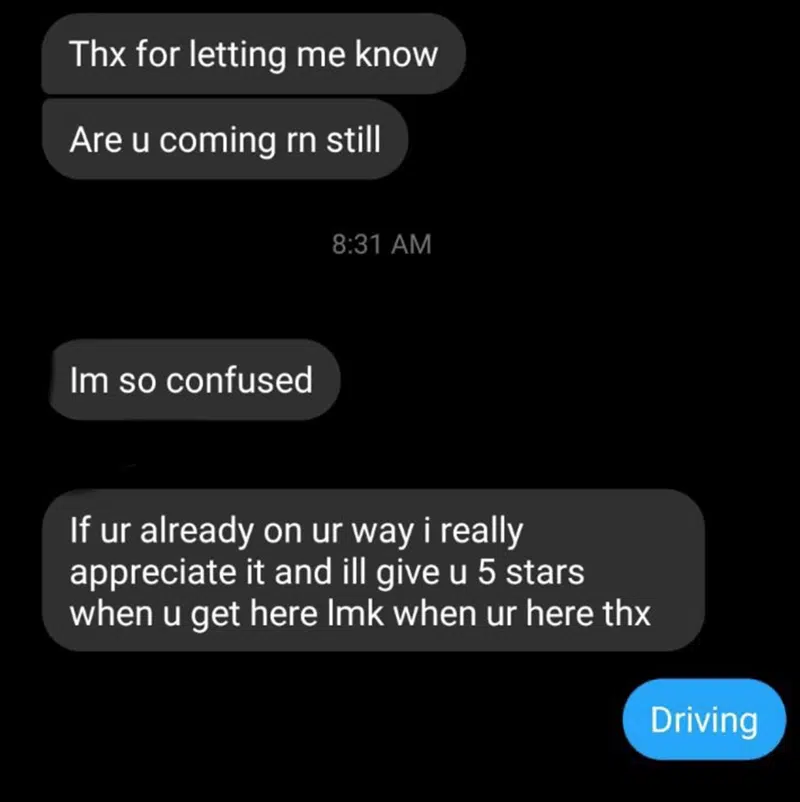 Thx for letting me know
Are u coming rn still
8:31 AM
Im so confused
If ur already on ur way i really
appreciate it and ill give u 5 stars
when u get here lmk when ur here thx
Driving